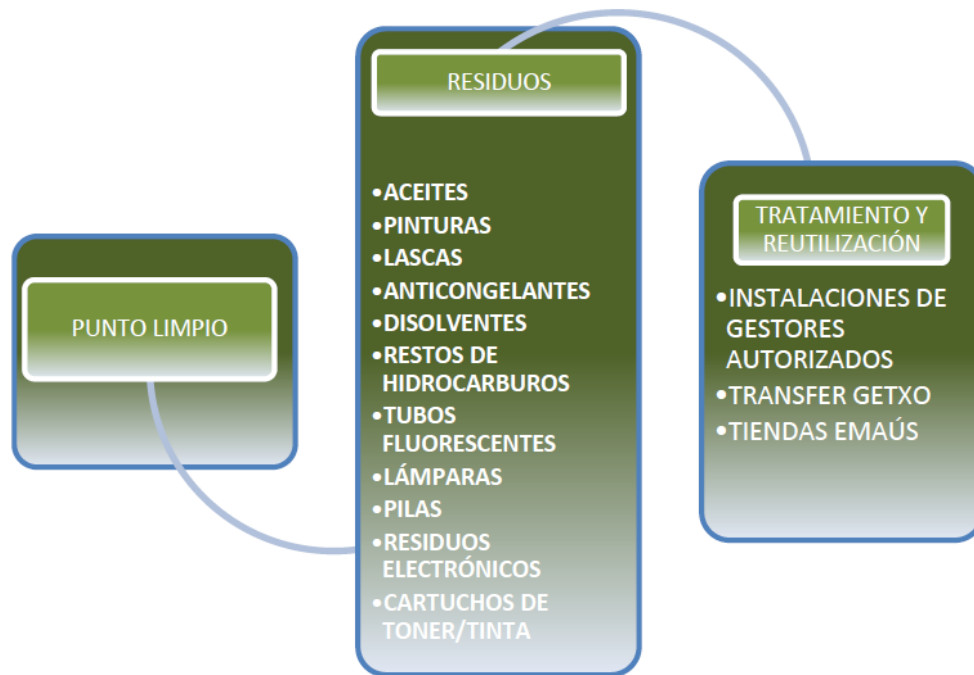 PUNTO LIMPIO
RESIDUOS
•ACEITES
•PINTURAS
•LASCAS
•ANTICONGELANTES
•DISOLVENTES
•RESTOS DE
HIDROCARBUROS
•TUBOS
FLUORESCENTES
•LÁMPARAS
•PILAS
•RESIDUOS
ELECTRÓNICOS
•CARTUCHOS DE
TONER/TINTA
TRATAMIENTO Y
REUTILIZACIÓN
•INSTALACIONES DE
GESTORES
AUTORIZADOS
•TRANSFER GETXO
•TIENDAS EMAÚS